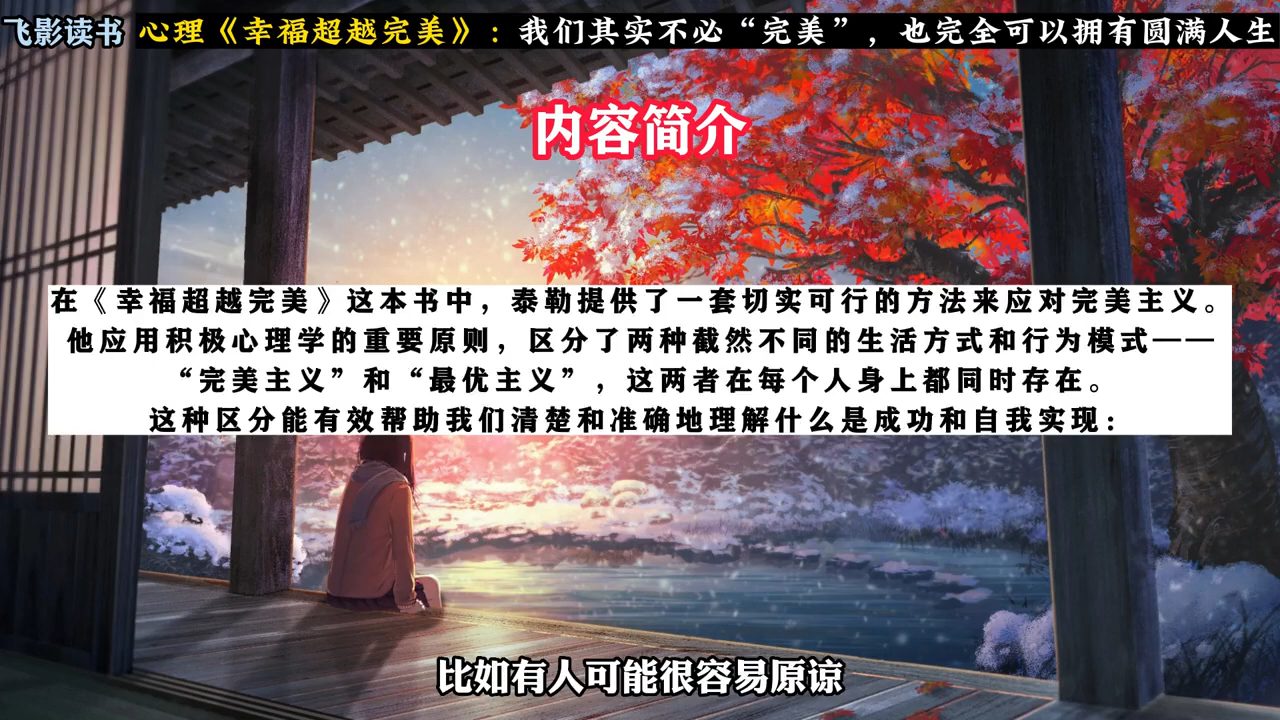 飞影读书 心理《幸福超越完美》：我们其实不必“完美”，也完全可以拥有圆满人生
内容简介
在《幸福超越完美》这本书中，泰勒提供了一套切实可行的方法来应对完美主义。
他应用积极心理学的重要原则，区分了两种截然不同的生活方式和行为模式——
“完美主义”和“最优主义”，这两者在每个人身上都同时存在。
这种区分能有效帮助我们清楚和准确地理解什么是成功和自我实现：
比如有人可能很容易原谅